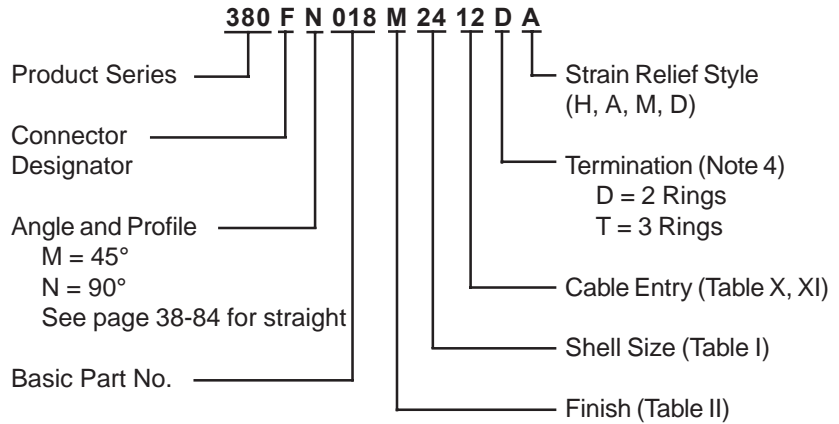 380 F N 018 M 24 12 D A
Product Series
Connector
Designator
Angle and Profile
M = 45°
N = 90°
See page 38-84 for straight
Basic Part No.
Strain Relief Style
(H, A, M, D)
Termination (Note 4)
D = 2 Rings
T = 3 Rings
Cable Entry (Table X, XI)
Shell Size (Table I)
Finish (Table II)